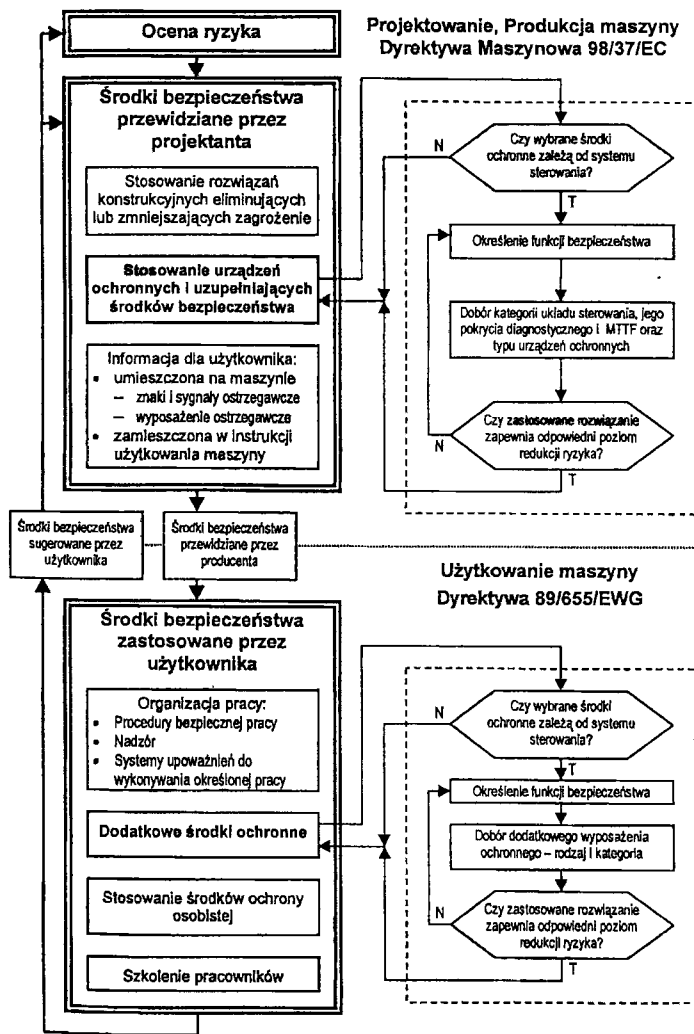 Ocena ryzyka
Projektowanie, Produkcja maszyny
Dyrektywa Maszynowa 98/37/EC
Środki bezpieczeństwa
przewidziane przez
projektanta
Stosowanie rozwiązań
konstrukcyjnych eliminujących
lub zmniejszających zagrożenie
Stosowanie urządzeń
ochronnych i uzupełniających
środków bezpieczeństwa
Informacja dla użytkownika:
• umieszczona na maszynie
– znaki i sygnały ostrzegawcze
– wyposażenie ostrzegawcze
• zamieszczona w instrukcji
użytkowania maszyny
Czy wybrane środki
ochronne zależą od systemu
sterowania?
N
T
Określenie funkcji bezpieczeństwa
Dobór kategorii układu sterowania, jego
pokrycia diagnostycznego i MTTF oraz
typu urządzeń ochronnych
Czy zastosowane rozwiązanie
zapewnia odpowiedni poziom
redukcji ryzyka?
N
T
Środki bezpieczeństwa
sugerowane przez
użytkownika
Środki bezpieczeństwa
przewidziane przez
producenta
Użytkowanie maszyny
Dyrektywa 89/655/EWG
Środki bezpieczeństwa
zastosowane przez
użytkownika
Organizacja pracy:
• Procedury bezpiecznej pracy
• Nadzór
• Systemy upoważnień do
wykonywania określonej pracy
Dodatkowe środki ochronne
Stosowanie środków ochrony
osobistej
Szkolenie pracowników
Czy wybrane środki
ochronne zależą od systemu
sterowania?
N
T
Określenie funkcji bezpieczeństwa
Dobór dodatkowego wyposażenia
ochronnego – rodzaj i kategoria
Czy zastosowane rozwiązanie
zapewnia odpowiedni poziom
redukcji ryzyka?
N
T